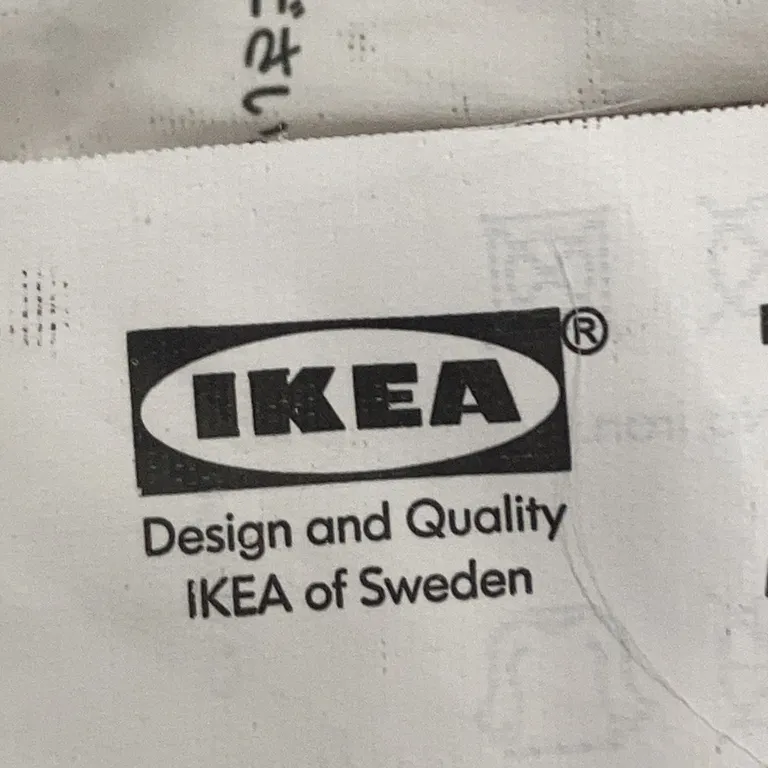 IKEA®
Design and Quality
IKEA of Sweden